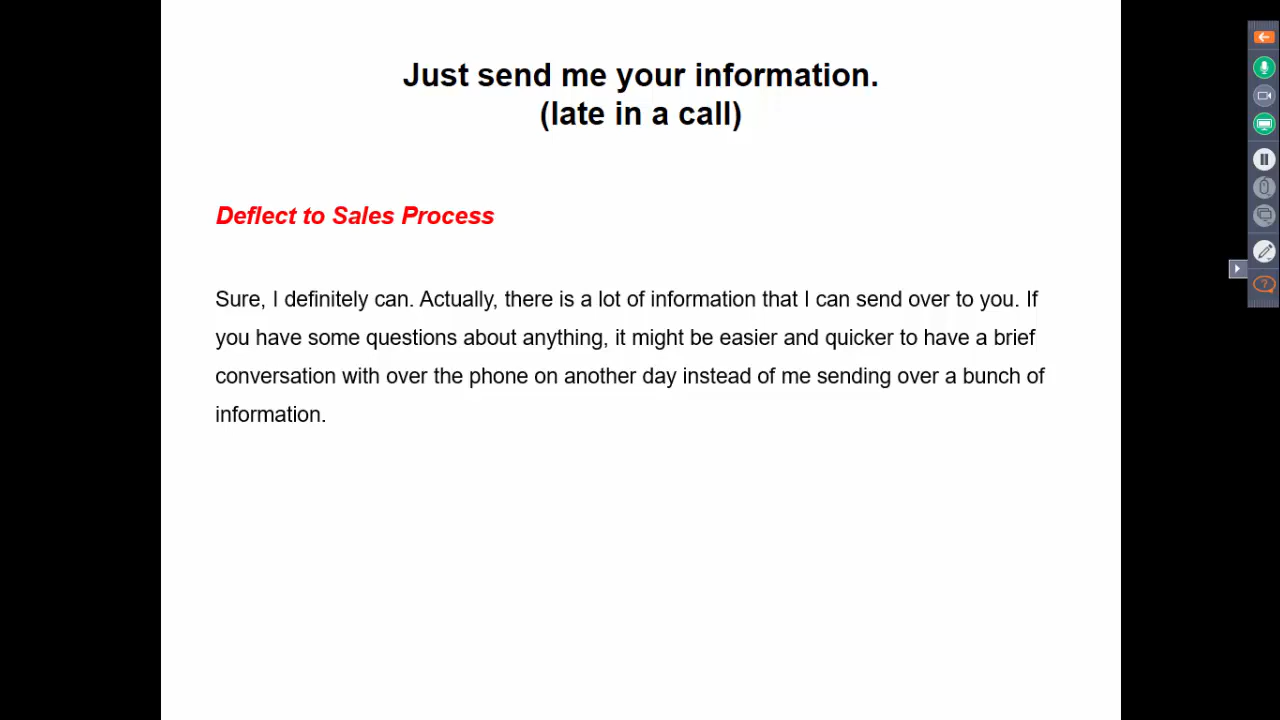 Just send me your information.
(late in a call)
Deflect to Sales Process
Sure, I definitely can. Actually, there is a lot of information that I can send over to you. If
you have some questions about anything, it might be easier and quicker to have a brief
conversation with over the phone on another day instead of me sending over a bunch of
information.
?